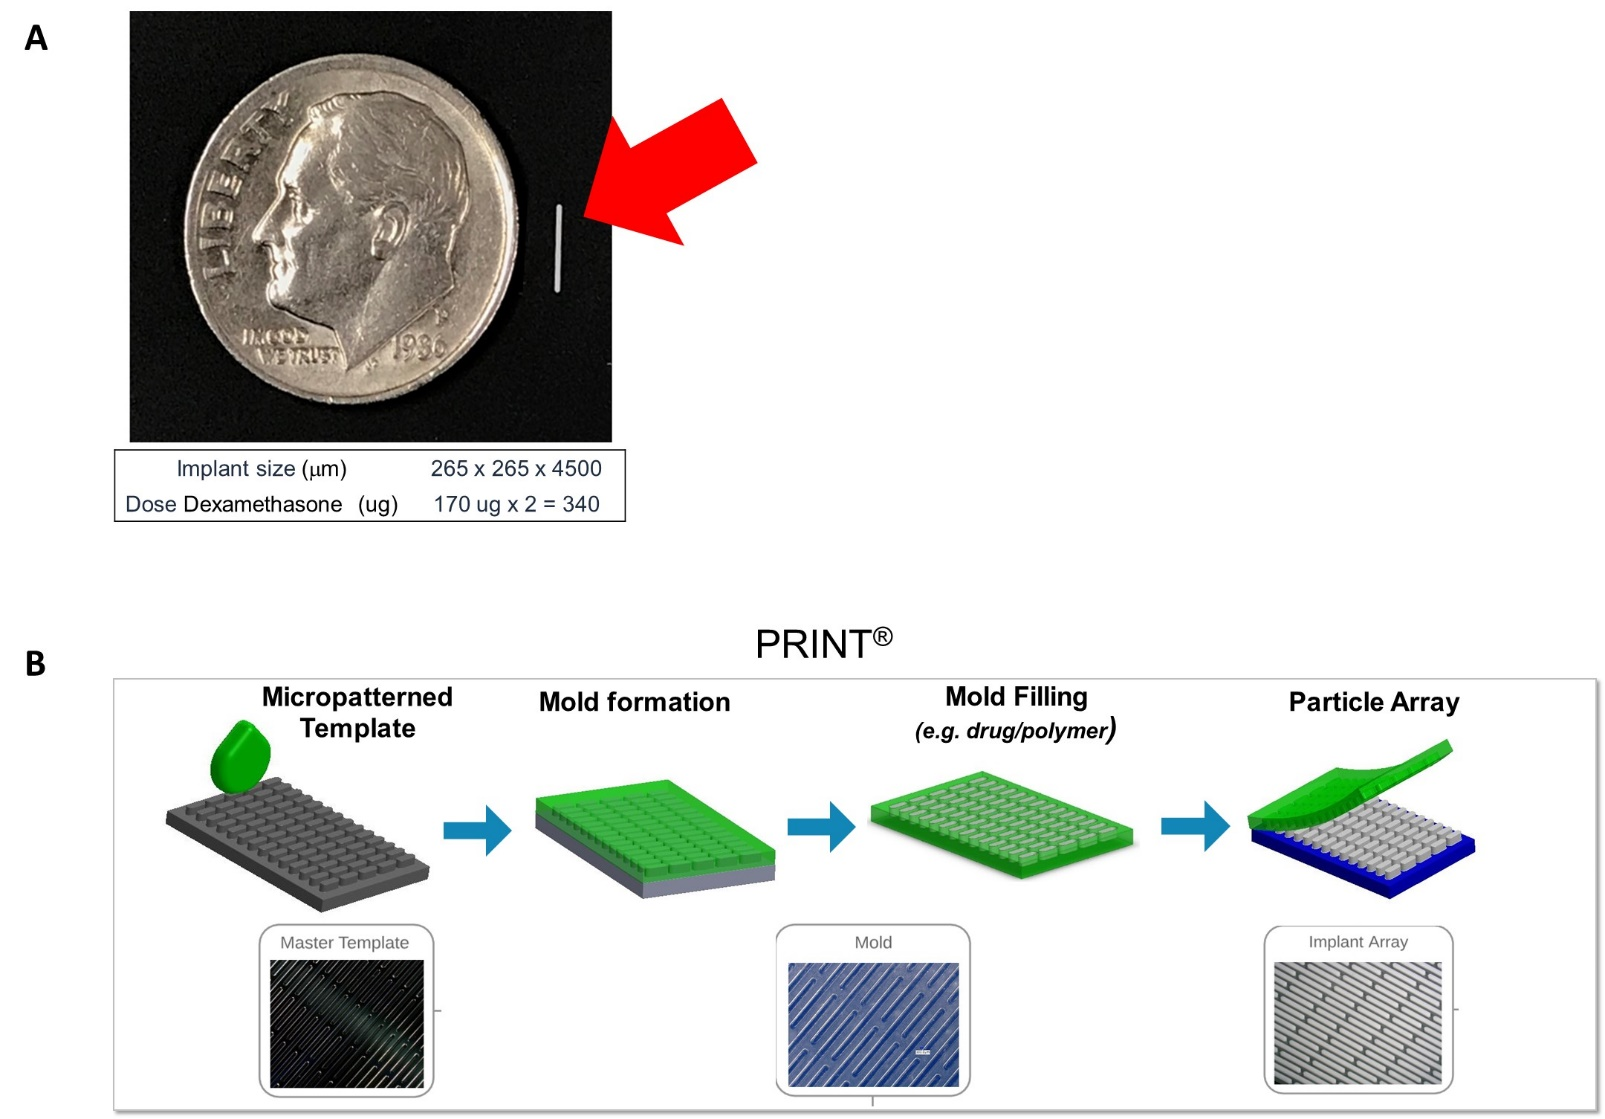 A
LIBERTY
IN GOD
WE TRUST
1986
Implant size (μm) 265 x 265 x 4500
Dose Dexamethasone (ug) 170 ug x 2 = 340
PRINT®
B
Micropatterned
Template
Mold formation
Mold Filling
(e.g. drug/polymer)
Particle Array
Master Template
Mold
Implant Array